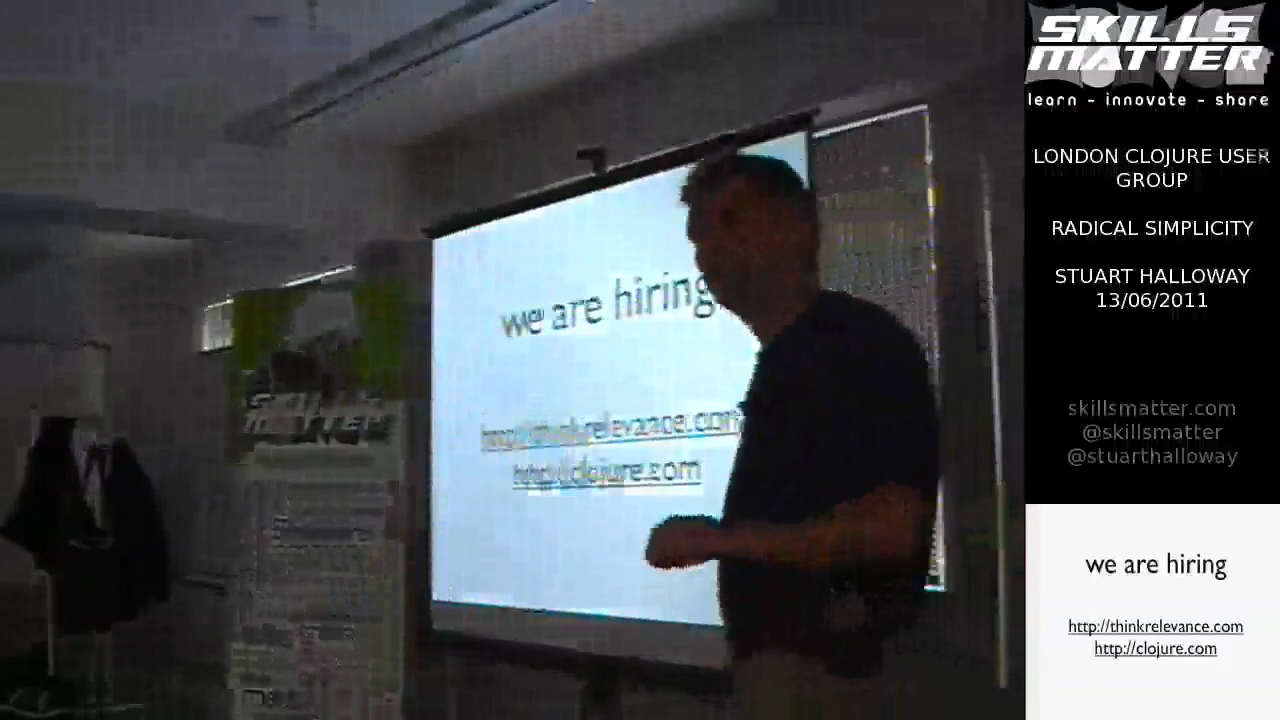 we are hiring
http://thinkrelevance.com
http://clojure.com
SKILLS
MATTER
SKILLS
MATTER
learn - innovate - share
LONDON CLOJURE USER
GROUP
RADICAL SIMPLICITY
STUART HALLOWAY
13/06/2011
skillsmatter.com
@skillsmatter
@stuarthalloway
we are hiring
http://thinkrelevance.com
http://clojure.com